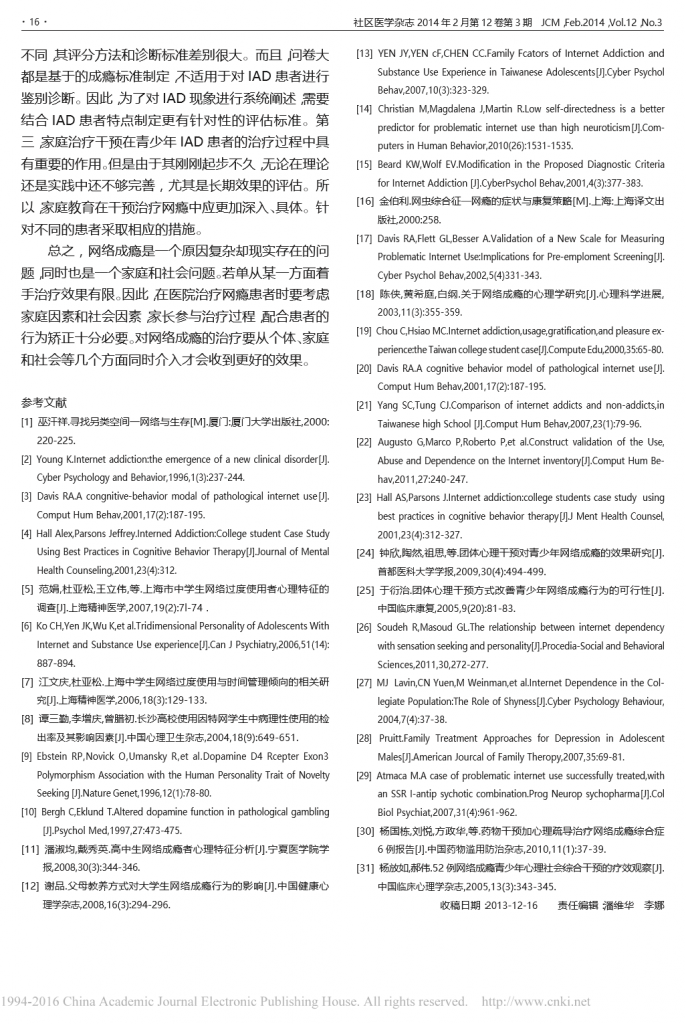 · 16 ·
社区医学杂志 2014 年 2 月第 12 卷第 3 期 JCM ,Feb.2014 ,Vol.12 ,No.3
不同 ,其评分方法和诊断标准差别很大。而且 ,问卷大
都是基于的成瘾标准制定 ,不适用于对 IAD 患者进行
鉴别诊断。因此 ,为了对 IAD 现象进行系统阐述 ,需要
结合 IAD 患者特点制定更有针对性的评估标准。第
三 ,家庭治疗干预在青少年 IAD 患者的治疗过程中具
有重要的作用。但是由于其刚刚起步不久 ,无论在理论
还是实践中还不够完善 , 尤其是长期效果的评估。所
以 ,家庭教育在干预治疗网瘾中应更加深入、具体。针
对不同的患者采取相应的措施。
总之 , 网络成瘾是一个原因复杂却现实存在的问
题 ,同时也是一个家庭和社会问题。若单从某一方面着
手治疗效果有限。因此 ,在医院治疗网瘾患者时要考虑
家庭因素和社会因素 ,家长参与治疗过程 ,配合患者的
行为矫正十分必要。对网络成瘾的治疗要从个体、家庭
和社会等几个方面同时介入才会收到更好的效果。
参考文献
[1] 巫汗祥.寻找另类空间—网络与生存[M].厦门:厦门大学出版社,2000:
220-225.
[2] Young K.Internet addiction:the emergence of a new clinical disorder[J].
Cyber Psychology and Behavior,1996,1(3):237-244.
[3] Davis RA.A congnitive-behavior modal of pathological internet use[J].
Comput Hum Behav,2001,17(2):187-195.
[4] Hall Alex,Parsons Jeffrey.Interned Addiction:College student Case Study
Using Best Practices in Cognitive Behavior Therapy[J].Journal of Mental
Health Counseling,2001,23(4):312.
[5] 范娟,杜亚松,王立伟,等.上海市中学生网络过度使用者心理特征的
调查[J].上海精神医学,2007,19(2):7l-74 .
[6] Ko CH,Yen JK,Wu K,et al.Tridimensional Personality of Adolescents With
Internet and Substance Use experience[J].Can J Psychiatry,2006,51(14):
887-894.
[7] 江文庆,杜亚松.上海中学生网络过度使用与时间管理倾向的相关研
究[J].上海精神医学,2006,18(3):129-133.
[8] 谭三勤,李增庆,曾腊初.长沙高校使用因特网学生中病理性使用的检
出率及其影响因素[J].中国心理卫生杂志,2004,18(9):649-651.
[9] Ebstein RP,Novick O,Umansky R,et al.Dopamine D4 Rcepter Exon3
Polymorphism Association with the Human Personality Trait of Novelty
Seeking [J].Nature Genet,1996,12(1):78-80.
[10] Bergh C,Eklund T.Altered dopamine function in pathological gambling
[J].Psychol Med,1997,27:473-475.
[11] 潘淑均,戴秀英.高中生网络成瘾者心理特征分析[J].宁夏医学院学
报,2008,30(3):344-346.
[12] 谢品.父母教养方式对大学生网络成瘾行为的影响[J].中国健康心
理学杂志,2008,16(3):294-296.
[13] YEN JY,YEN cF,CHEN CC.Family Fcators of Internet Addiction and
Substance Use Experience in Taiwanese Adolescents[J].Cyber Psychol
Behav,2007,10(3):323-329.
[14] Christian M,Magdalena J,Martin R.Low self-directedness is a better
predictor for problematic internet use than high neuroticism[J].Com-
puters in Human Behavior,2010(26):1531-1535.
[15] Beard KW,Wolf EV.Modification in the Proposed Diagnostic Criteria
for Internet Addiction [J].CyberPsychol Behav,2001,4(3):377-383.
[16] 金伯利.网虫综合征—网瘾的症状与康复策略[M].上海:上海译文出
版社,2000:258.
[17] Davis RA,Flett GL,Besser A.Validation of a New Scale for Measuring
Problematic Internet Use:Implications for Pre-emploment Screening[J].
Cyber Psychol Behav,2002,5(4)331-343.
[18] 陈侠,黄希庭,白纲.关于网络成瘾的心理学研究[J].心理科学进展,
2003,11(3):355-359.
[19] Chou C,Hsiao MC.Internet addiction,usage,gratification,and pleasure ex-
perience:the Taiwan college student case[J].Compute Edu,2000,35:65-80.
[20] Davis RA.A cognitive behavior model of pathological internet use[J].
Comput Hum Behav,2001,17(2):187-195.
[21] Yang SC,Tung CJ.Comparison of internet addicts and non-addicts,in
Taiwanese high School [J].Comput Hum Behav,2007,23(1):79-96.
[22] Augusto G,Marco P,Roberto P,et al.Construct validation of the Use,
Abuse and Dependence on the Internet inventory[J].Comput Hum Be-
hav,2011,27:240-247.
[23] Hall AS,Parsons J.Internet addiction:college students case study using
best practices in cognitive behavior therapy[J].J Ment Health Counsel,
2001,23(4):312-327.
[24] 钟欣,陶然,祖思,等.团体心理干预对青少年网络成瘾的效果研究[J].
首都医科大学学报,2009,30(4):494-499.
[25] 于衍治.团体心理干预方式改善青少年网络成瘾行为的可行性[J].
中国临床康复,2005,9(20):81-83.
[26] Soudeh R,Masoud GL.The relationship between internet dependency
with sensation seeking and personality[J].Procedia-Social and Behavioral
Sciences,2011,30,272-277.
[27] MJ Lavin,CN Yuen,M Weinman,et al.Internet Dependence in the Col-
legiate Population:The Role of Shyness[J].Cyber Psychology Behaviour,
2004,7(4):37-38.
[28] Pruitt.Family Treatment Approaches for Depression in Adolescent
Males[J].American Jourcal of Family Theropy,2007,35:69-81.
[29] Atmaca M.A case of problematic internet use successfully treated,with
an SSR I-antip sychotic combination.Prog Neurop sychopharma[J].Col
Biol Psychiat,2007,31(4):961-962.
[30] 杨国栋,刘悦,方政华,等.药物干预加心理疏导治疗网络成瘾综合症
6 例报告[J].中国药物滥用防治杂志,2010,11(1):37-39.
[31] 杨放如,郝伟.52 例网络成瘾青少年心理社会综合干预的疗效观察[J].
中国临床心理学杂志,2005,13(3):343-345.
收稿日期 :2013-12-16 责任编辑 :潘维华 李娜
1994-2016 China Academic Journal Electronic Publishing House. All rights reserved. http://www.cnki.net